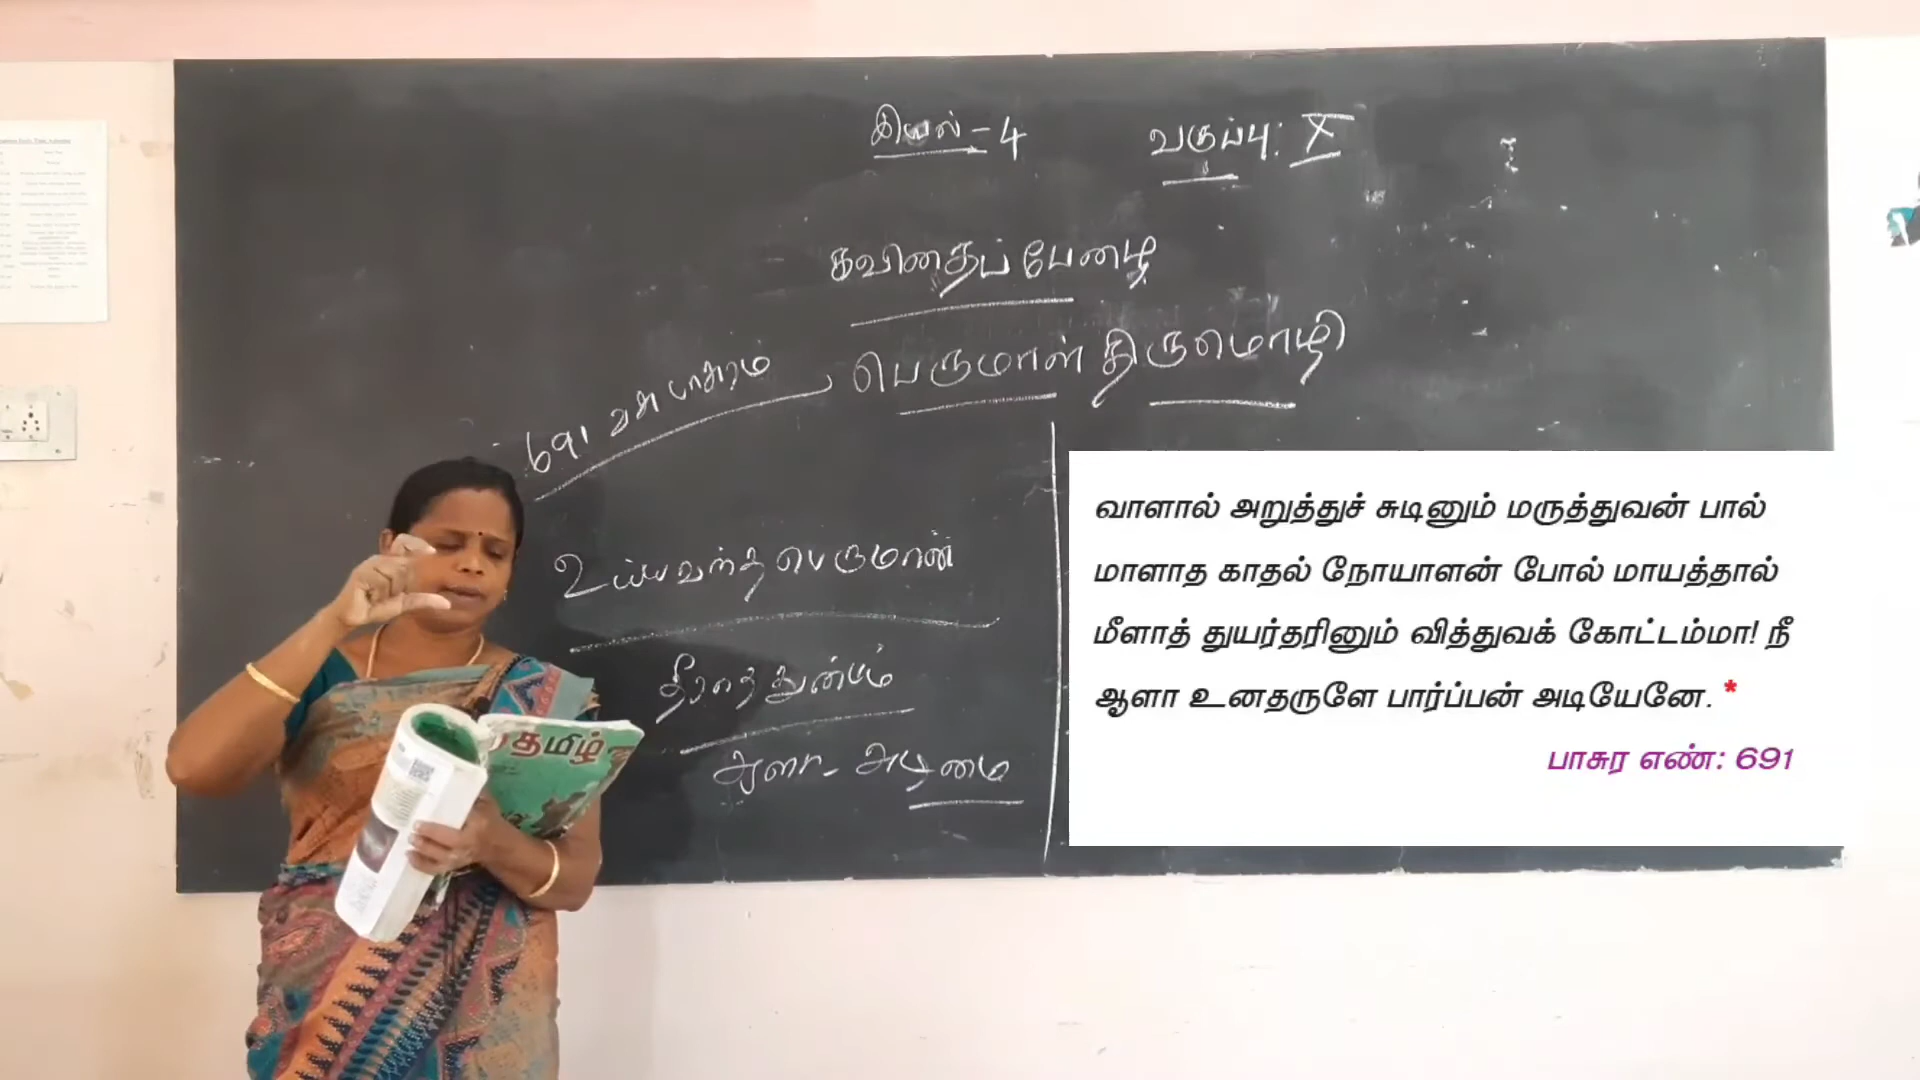 இயல் - 4
வகுப்பு: X
கவிதைப் பேழை
691 வது பாசுரம்
பெருமாள் திருமொழி
உய்யவந்த பெருமாள்
தீராத துன்பம்
ஆளா - அடிமை
தமிழ்
வாளால் அறுத்துச் சுடினும் மருத்துவன் பால்
மாளாத காதல் நோயாளன் போல் மாயத்தால்
மீளாத் துயர்தரினும் வித்துவக் கோட்டம்மா! நீ
ஆளா உனதருளே பார்ப்பன் அடியேனே. *
பாசுர எண்: 691